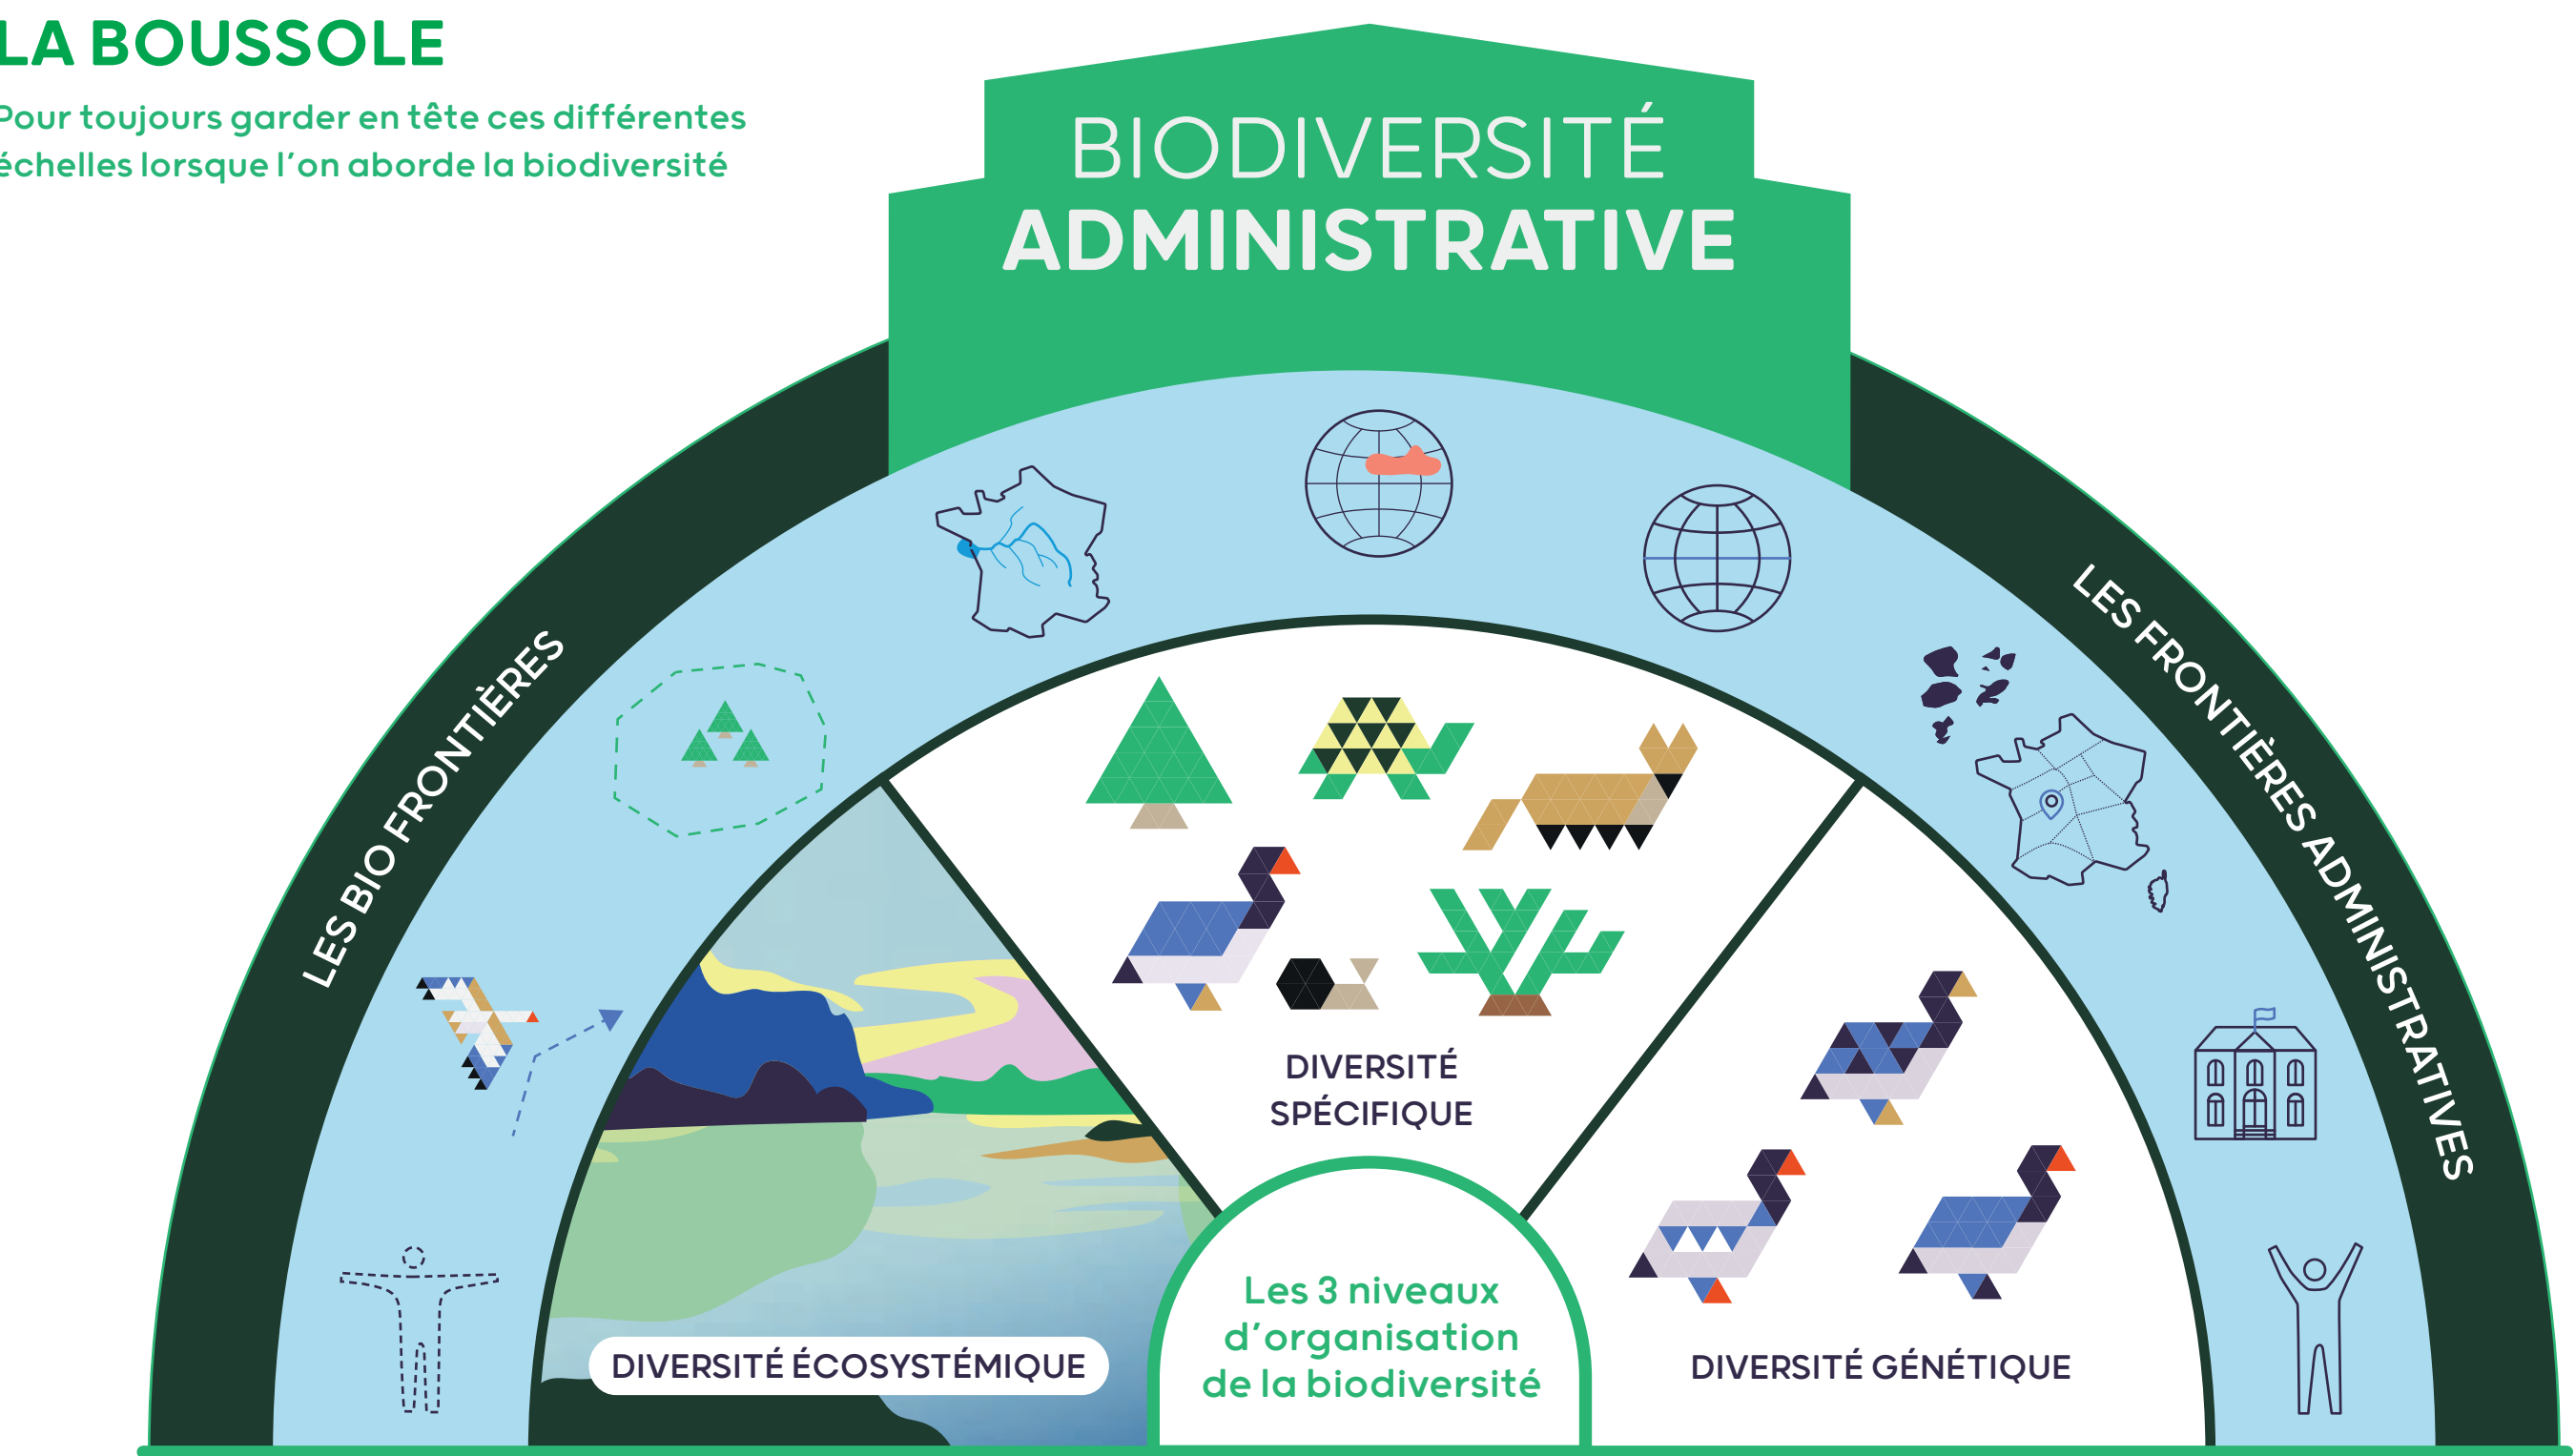 LA BOUSSOLE
Pour toujours garder en tête ces différentes
échelles lorsque l'on aborde la biodiversité
BIODIVERSITÉ
ADMINISTRATIVE
LES BIO FRONTIÈRES
LES FRONTIÈRES ADMINISTRATIVES
DIVERSITÉ
SPÉCIFIQUE
DIVERSITÉ ÉCOSYSTÉMIQUE
Les 3 niveaux
d'organisation
de la biodiversité
DIVERSITÉ GÉNÉTIQUE